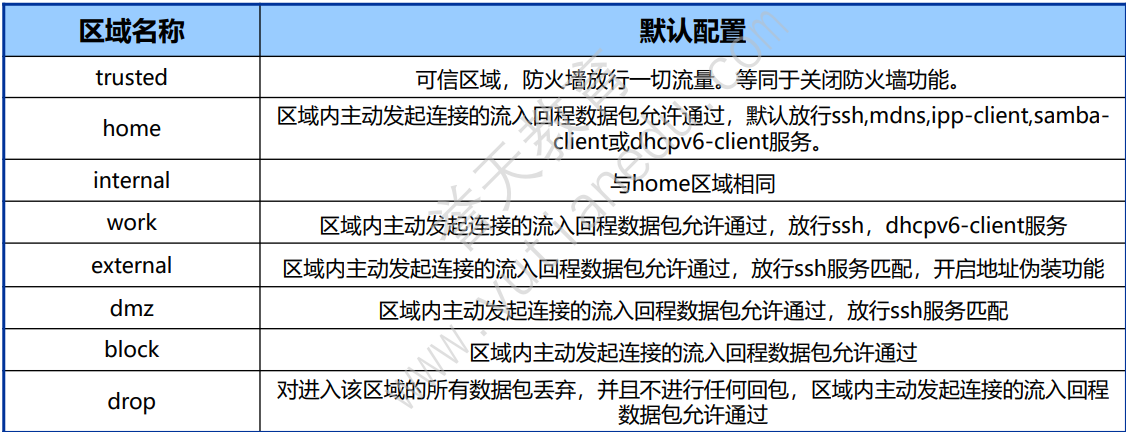 区域名称 默认配置
trusted 可信区域，防火墙放行一切流量。等同于关闭防火墙功能。
home 区域内主动发起连接的流入回程数据包允许通过，默认放行ssh,mdns,ipp-client,samba-
client或dhcpv6-client服务。
internal 与home区域相同
work 区域内主动发起连接的流入回程数据包允许通过，放行ssh，dhcpv6-client服务
external 区域内主动发起连接的流入回程数据包允许通过，放行ssh服务匹配，开启地址伪装功能
dmz 区域内主动发起连接的流入回程数据包允许通过，放行ssh服务匹配
block 区域内主动发起连接的流入回程数据包允许通过
drop 对进入该区域的所有数据包丢弃，并且不进行任何回包，区域内主动发起连接的流入回程
数据包允许通过
誉天教育
www.yutianedu.com